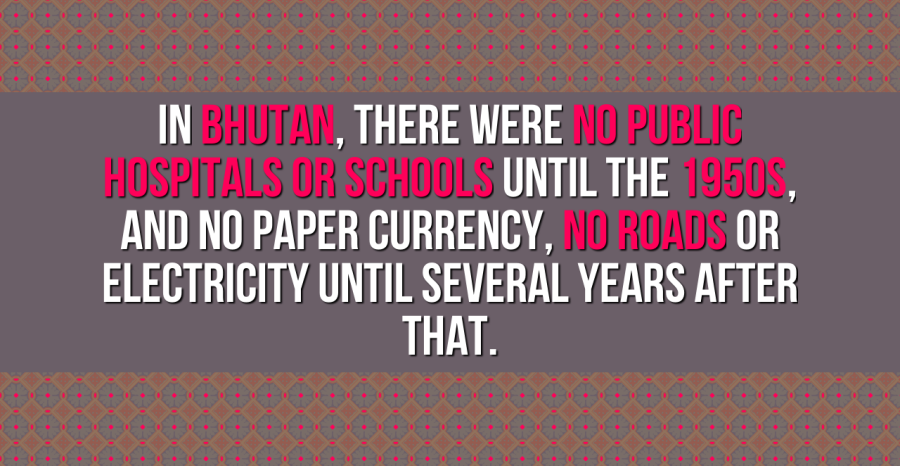 IN BHUTAN, THERE WERE NO PUBLIC
HOSPITALS OR SCHOOLS UNTIL THE 1950S,
AND NO PAPER CURRENCY, NO ROADS OR
ELECTRICITY UNTIL SEVERAL YEARS AFTER
THAT.